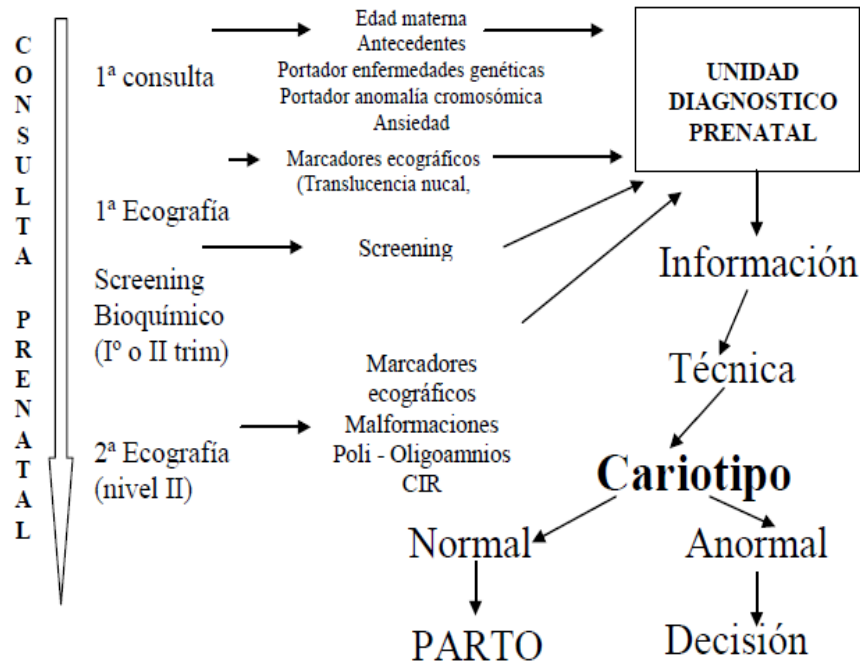 CONSULTA PRENATAL
1ª consulta
Edad materna
Antecedentes
Portador enfermedades genéticas
Portador anomalía cromosómica
Ansiedad
UNIDAD
DIAGNOSTICO
PRENATAL
1ª Ecografía
Marcadores ecográficos
(Translucencia nucal,
Screening
Bioquímico
(Iº o II trim)
Screening
2ª Ecografía
(nivel II)
Marcadores
ecográficos
Malformaciones
Poli - Oligoamnios
CIR
Información
Técnica
Cariotipo
Normal
Anormal
PARTO
Decisión